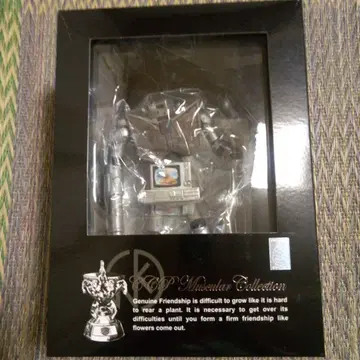 CCP Muscular Collection
Genuine Friendship is difficult to grow like it is hard
to rear a plant. It is necessary to get over its
difficulties until you form a firm friendship like
flowers come out.